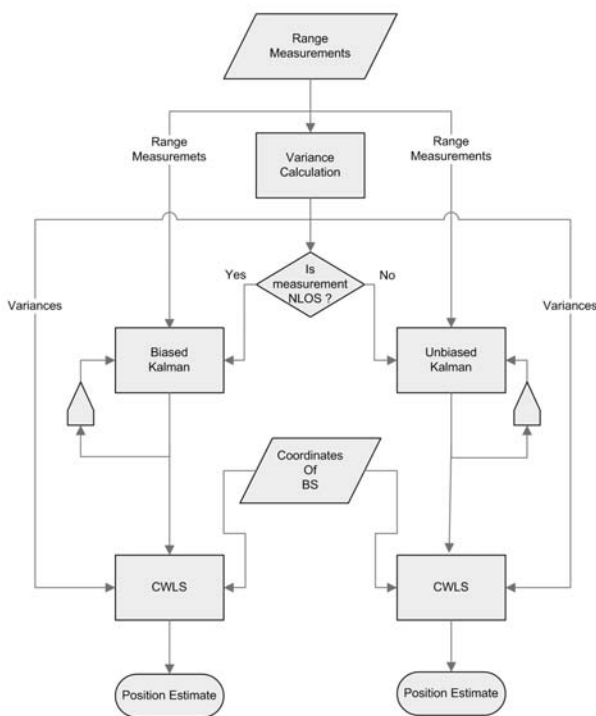 Range
Measurements
Range
Measuremets
Variance
Calculation
Range
Measurements
Yes
Is
measurement
NLOS ?
No
Variances
Variances
Biased
Kalman
Unbiased
Kalman
Coordinates
Of
BS
CWLS
CWLS
Position Estimate
Position Estimate